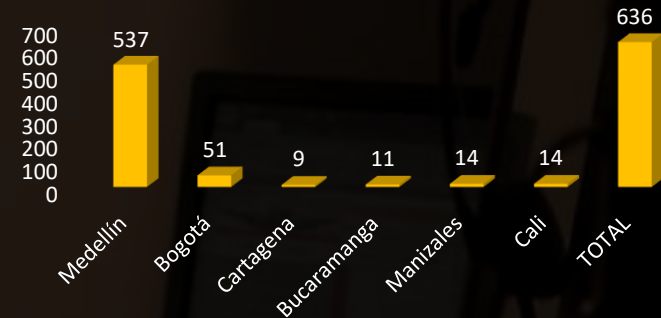 636
700
537
600
500
400
300
200
51
9
11
14
14
100
0
Medellín
Bogotá
Cartagena
Bucaramanga
Manizales
Cali
TOTAL